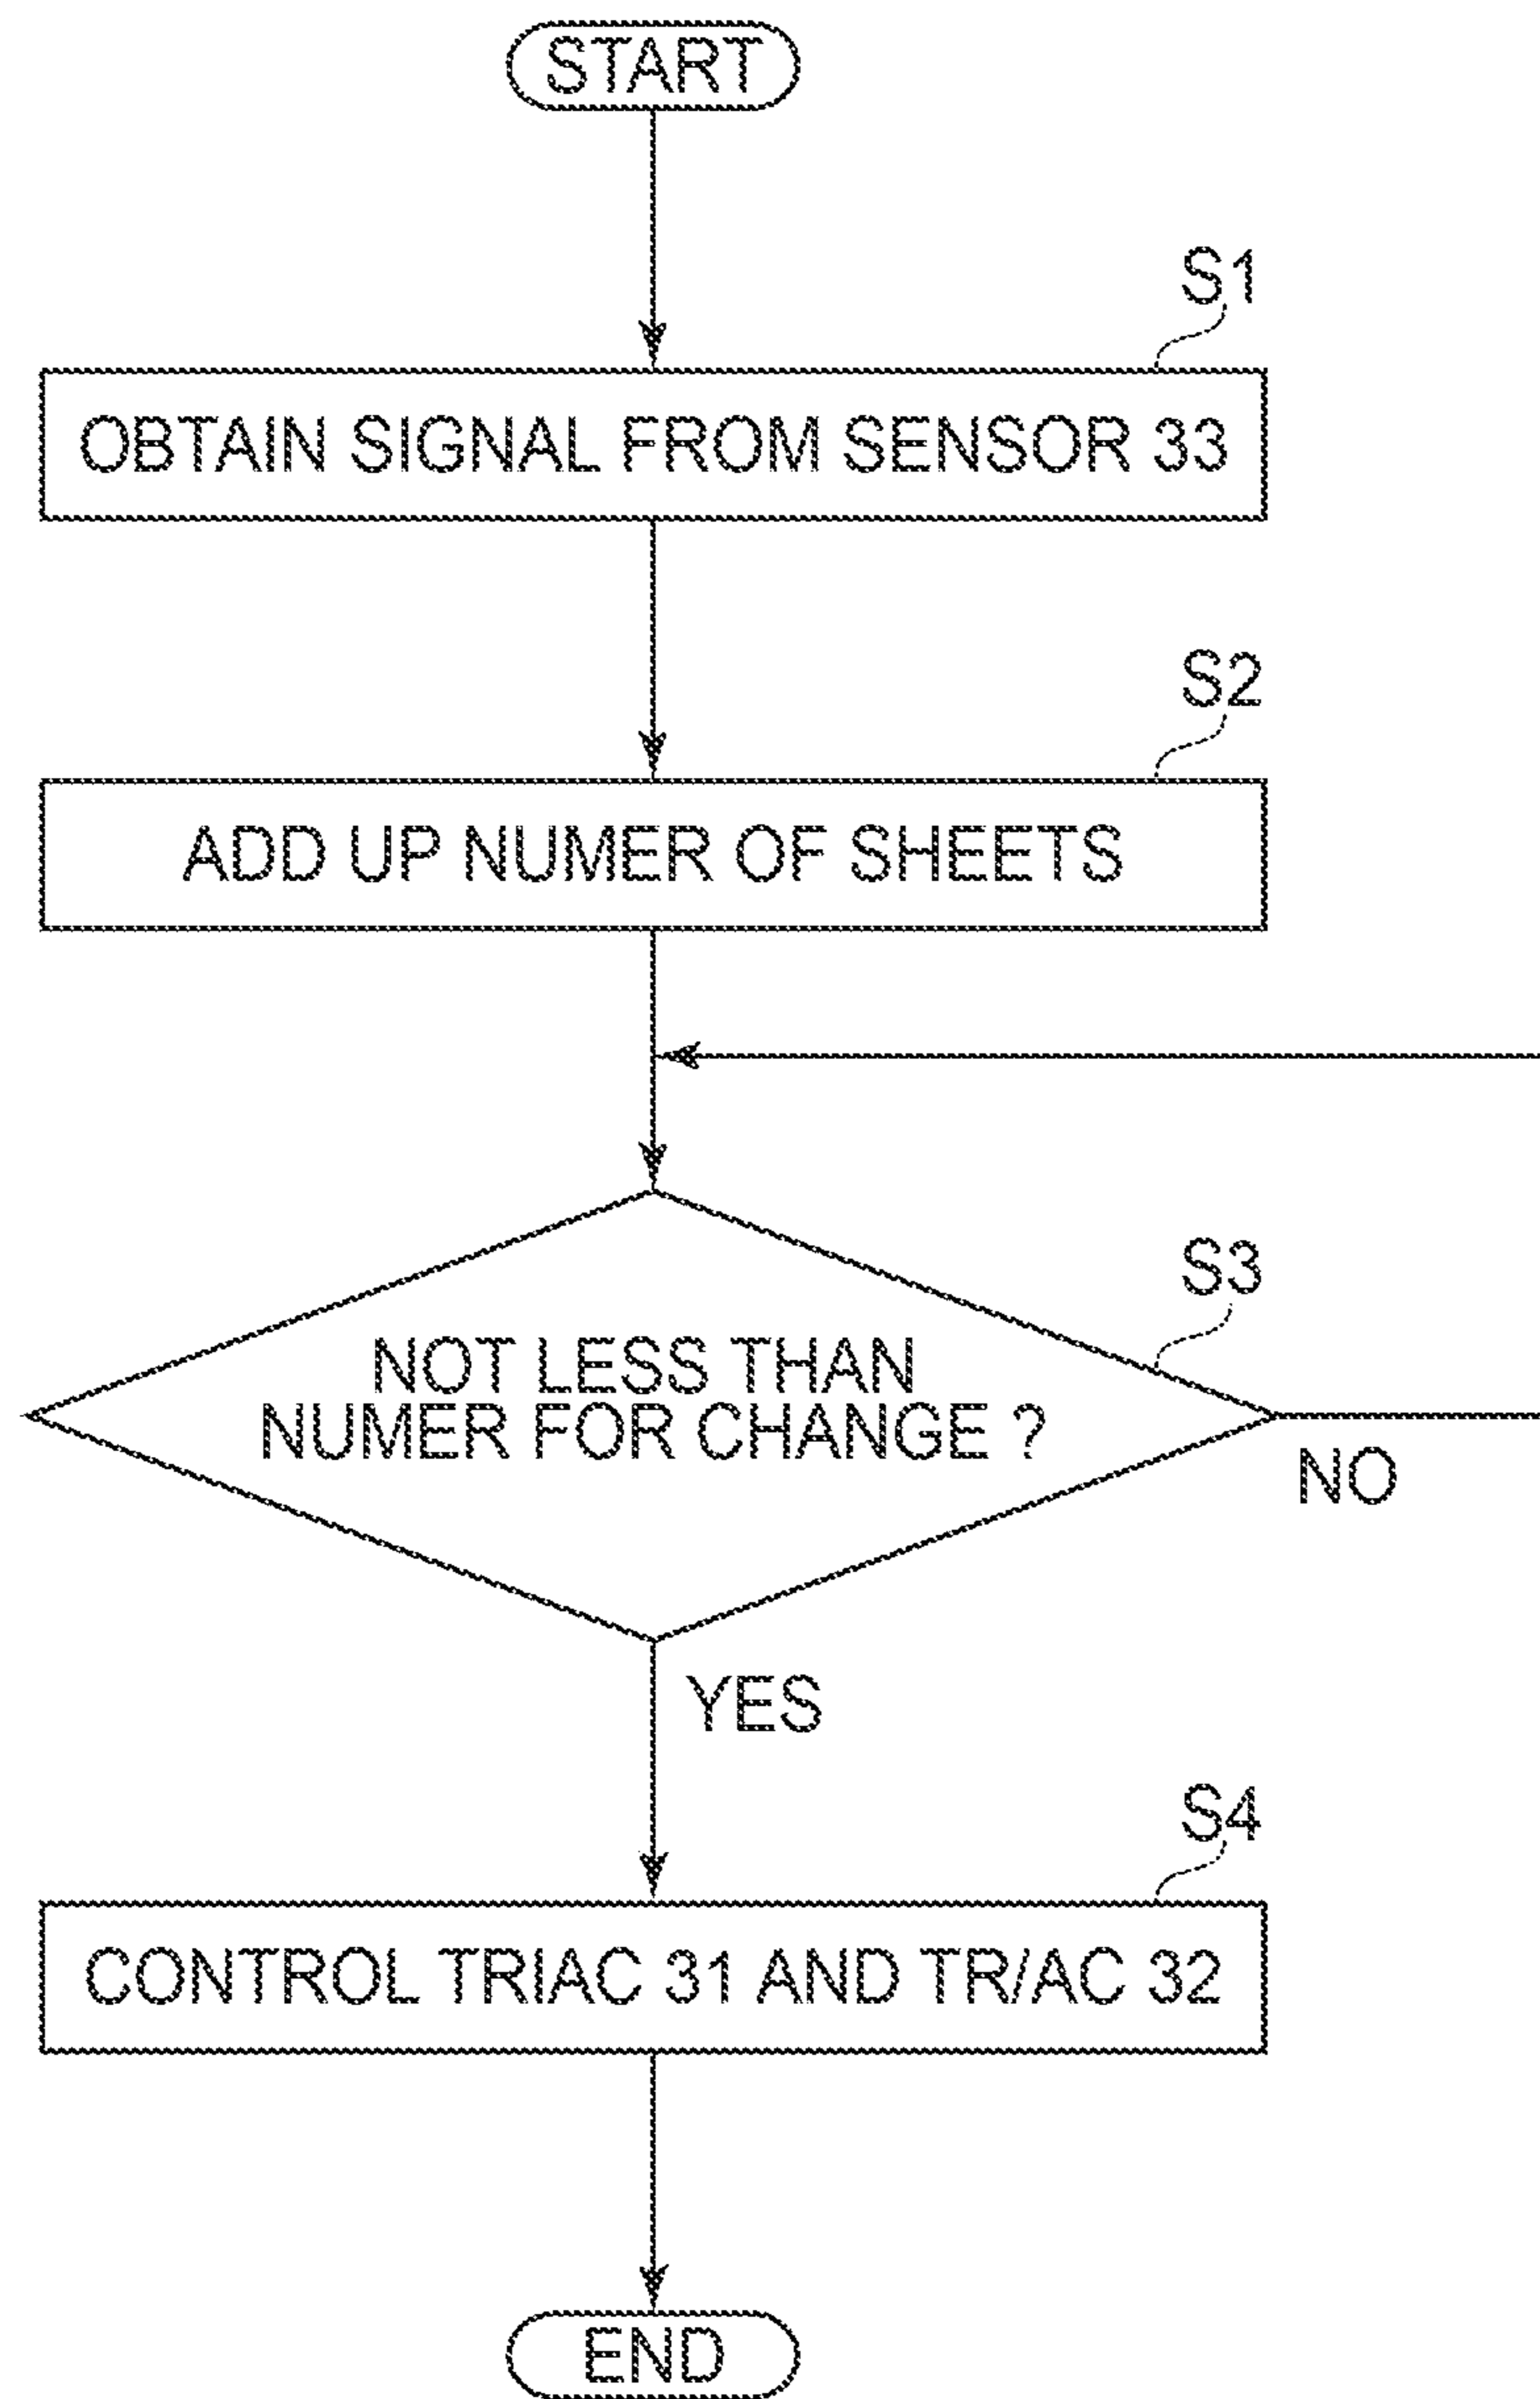 START
S1
OBTAIN SIGNAL FROM SENSOR 33
S2
ADD UP NUMER OF SHEETS
S3
NOT LESS THAN
NUMER FOR CHANGE ?
NO
YES
S4
CONTROL TRIAC 31 AND TR/AC 32
END